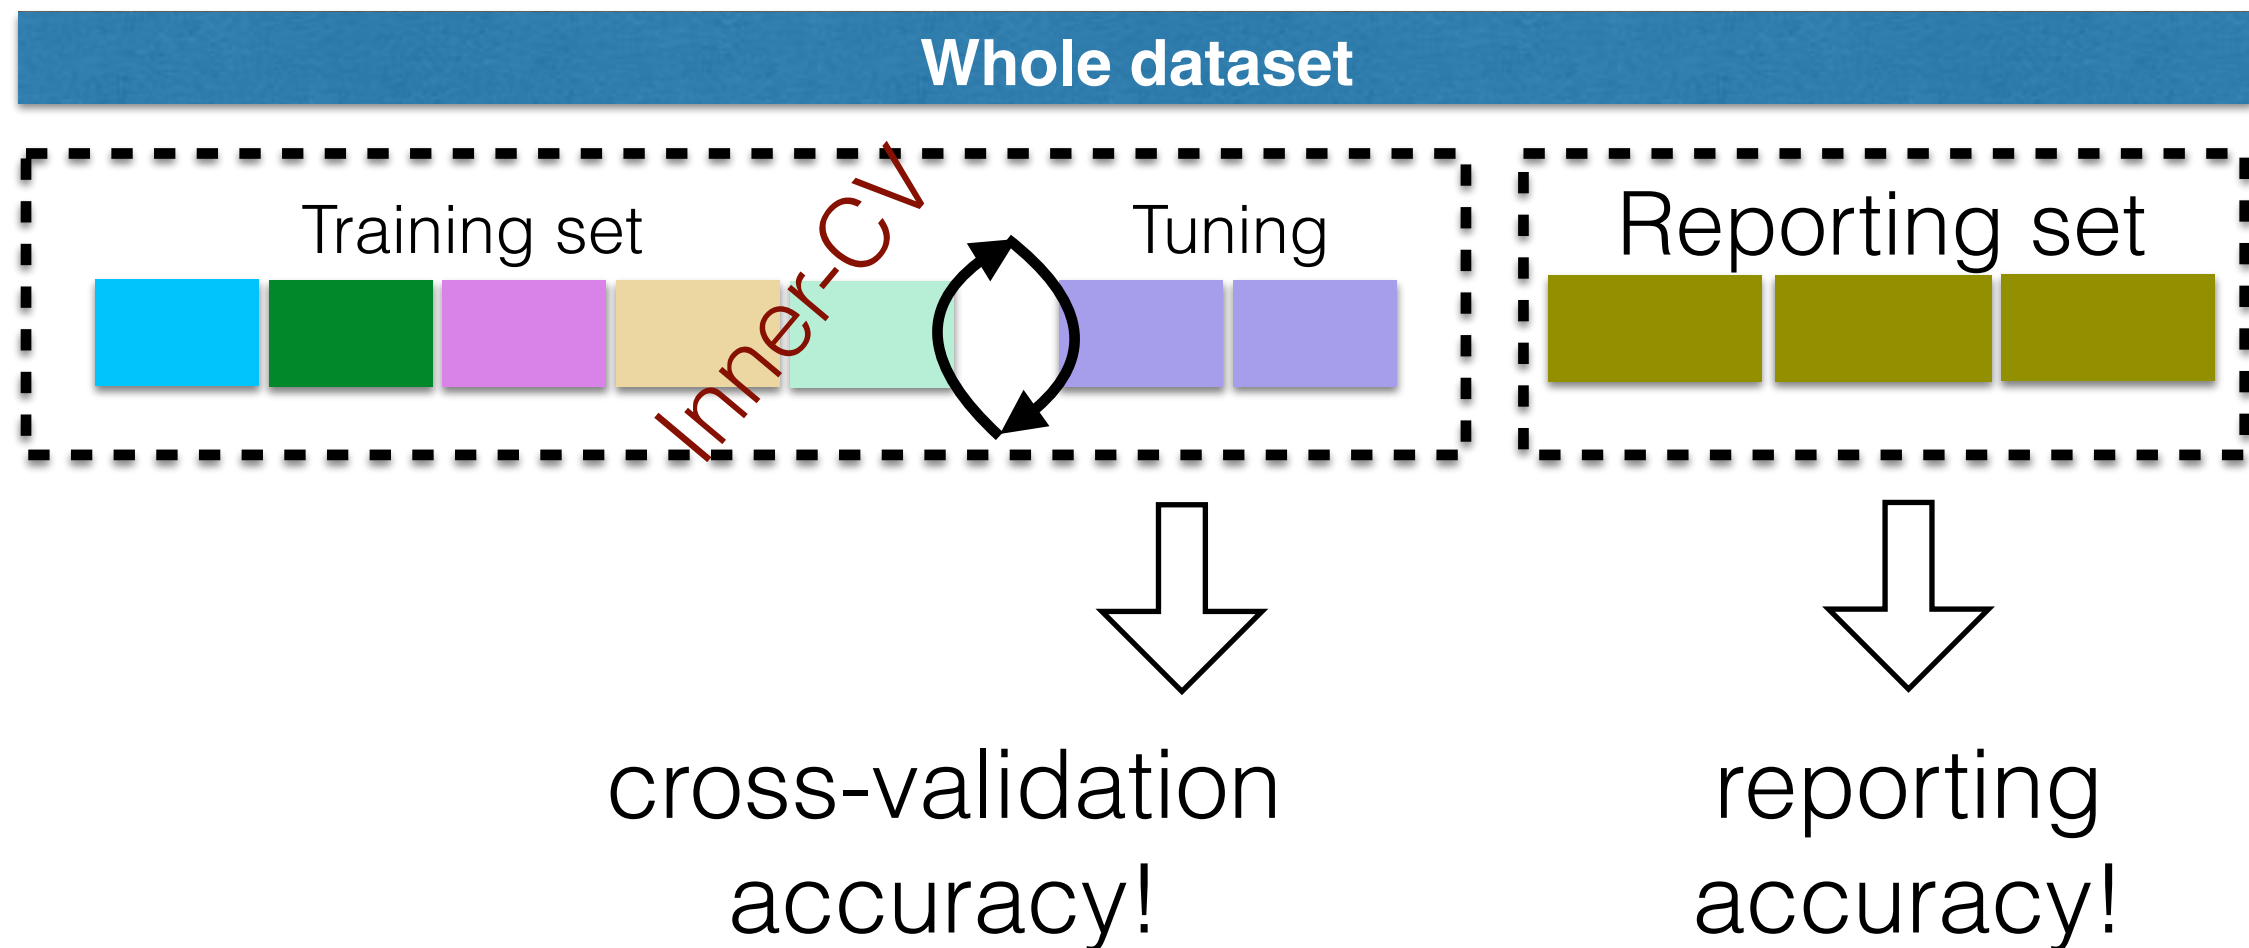 Whole dataset
Training set
Inner-CV
Tuning
Reporting set
cross-validation
accuracy!
reporting
accuracy!